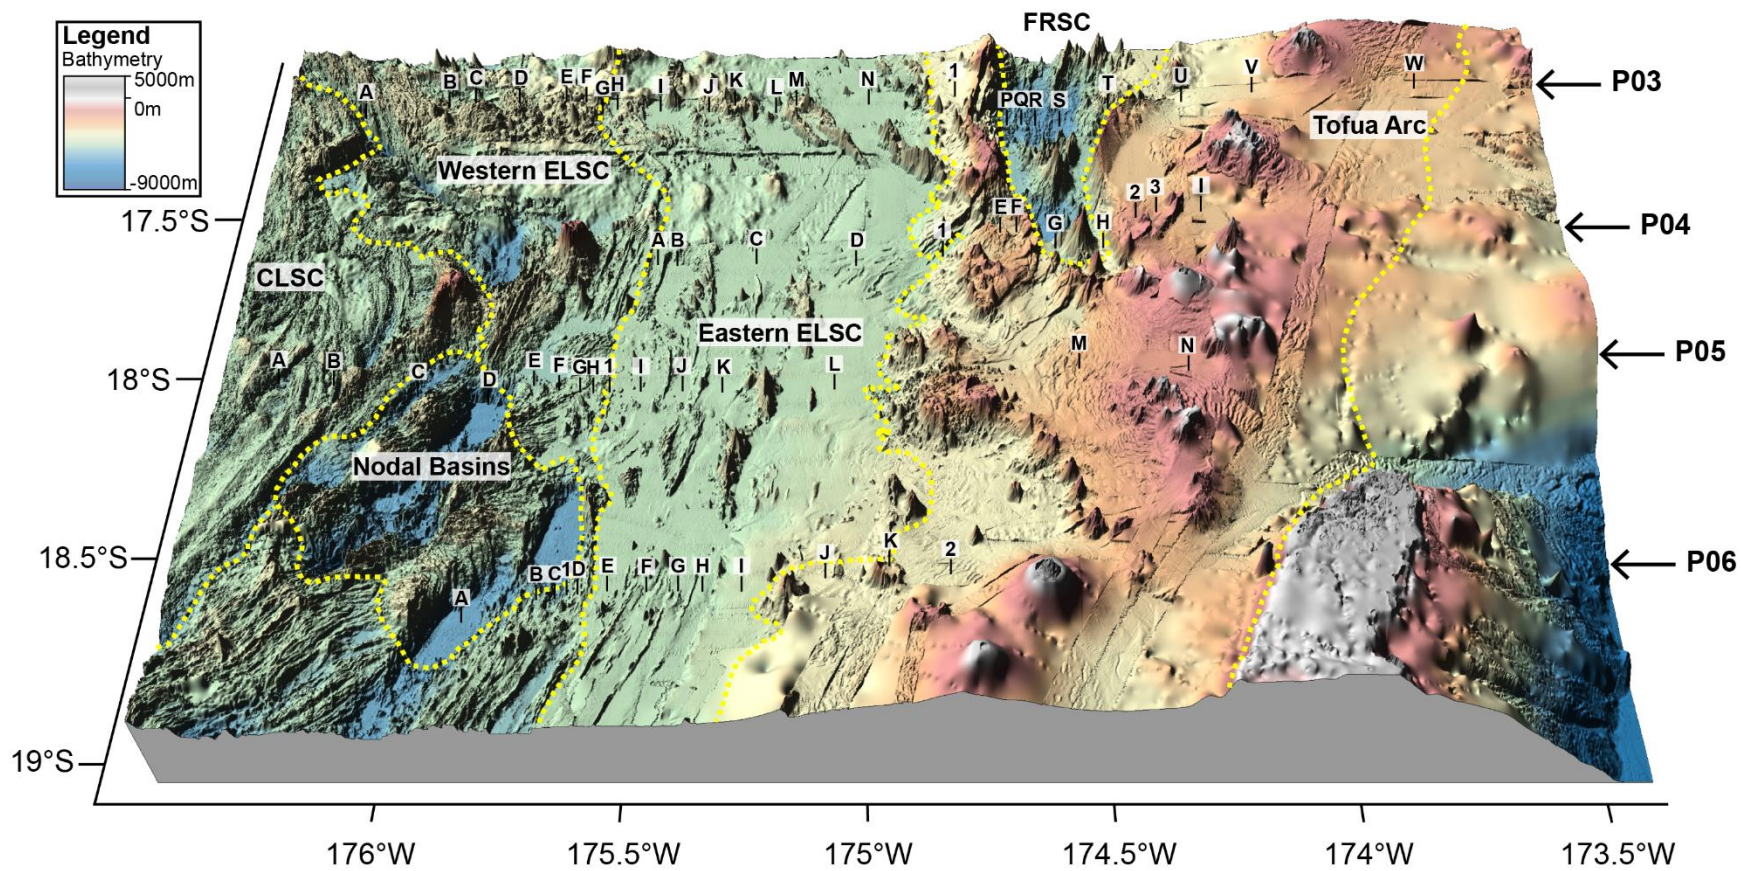 FRSC
Legend
Bathymetry
5000m
0m
-9000m
A B C D E F G H I J K L M N 1 P Q R S T U V W
P03
Tofua Arc
Western ELSC
17.5°S
2 3 I
E F
1 G H
P04
A B C D
CLSC
Eastern ELSC
M N
P05
A B C D E F G H 1 I J K L
18°S
Nodal Basins
18.5°S
A B C 1 D E F G H I J K 2
P06
19°S
176°W 175.5°W 175°W 174.5°W 174°W 173.5°W